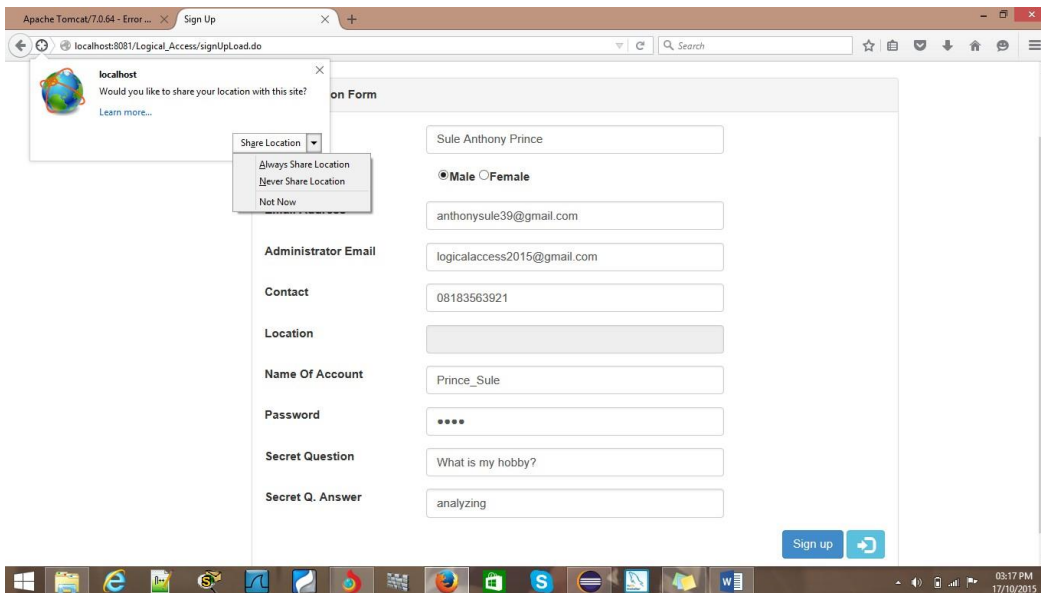 Apache Tomcat/7.0.64 - Error ... Sign Up
localhost:8081/Logical_Access/signUpLoad.do Search
localhost
Would you like to share your location with this site?
Learn more...
Share Location
Always Share Location
Never Share Location
Not Now
on Form
Sule Anthony Prince
Male Female
Email Address anthonysule39@gmail.com
Administrator Email logicalaccess2015@gmail.com
Contact 08183563921
Location
Name Of Account Prince_Sule
Password
Secret Question What is my hobby?
Secret Q. Answer analyzing
Sign up
03:17 PM
17/10/2015